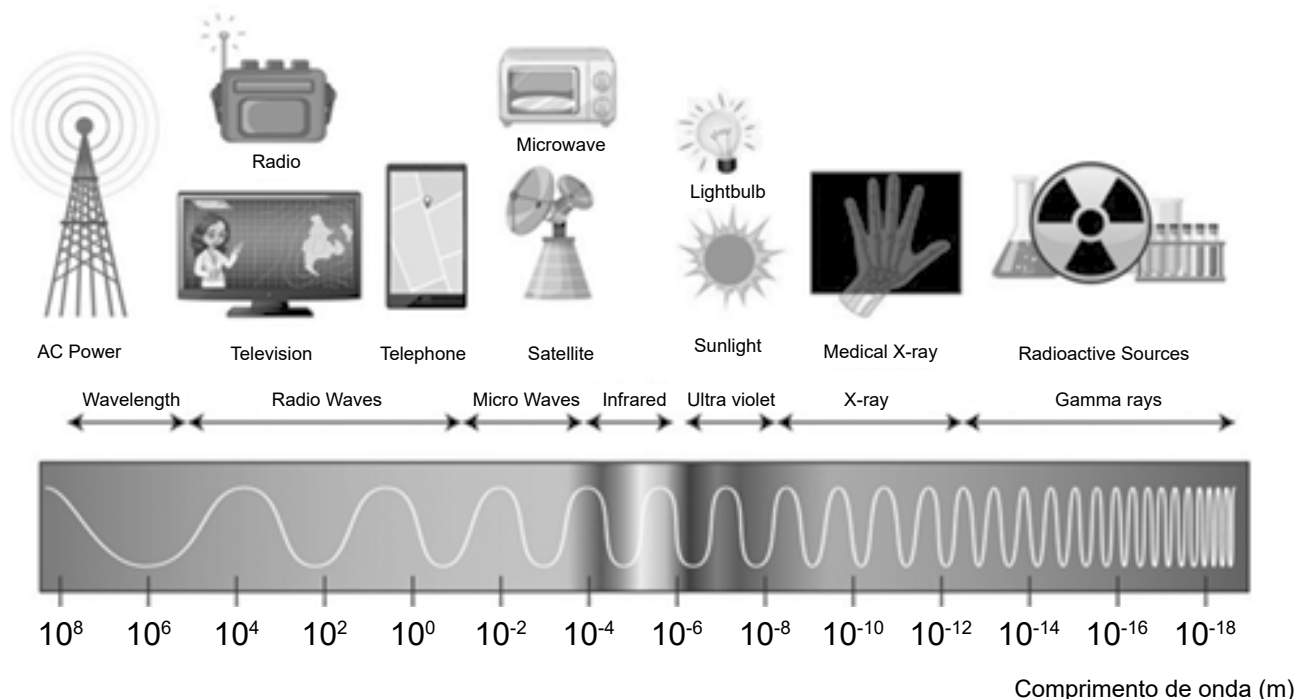 Radio
Microwave
Lightbulb
AC Power
Television
Telephone
Satellite
Sunlight
Medical X-ray
Radioactive Sources
Wavelength
Radio Waves
Micro Waves
Infrared
Ultra violet
X-ray
Gamma rays
10⁸ 10⁶ 10⁴ 10² 10⁰ 10⁻² 10⁻⁴ 10⁻⁶ 10⁻⁸ 10⁻¹⁰ 10⁻¹² 10⁻¹⁴ 10⁻¹⁶ 10⁻¹⁸
Comprimento de onda (m)